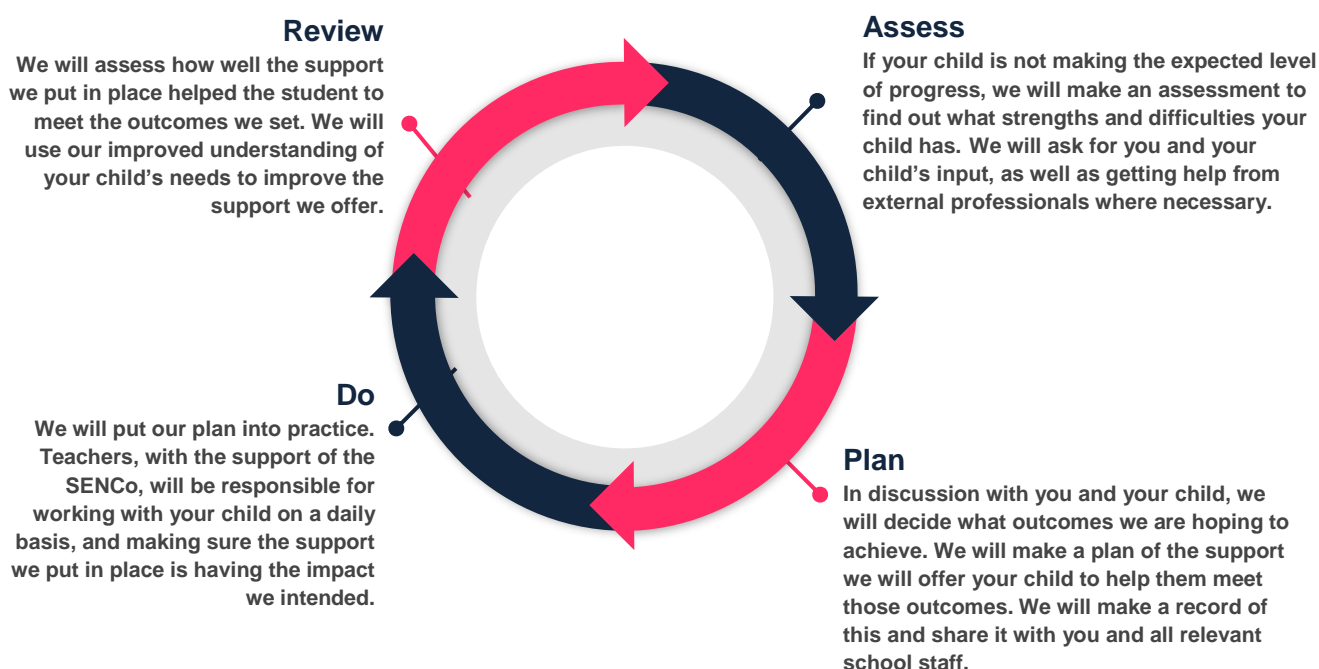 Review
We will assess how well the support
we put in place helped the student to
meet the outcomes we set. We will
use our improved understanding of
your child’s needs to improve the
support we offer.
Assess
If your child is not making the expected level
of progress, we will make an assessment to
find out what strengths and difficulties your
child has. We will ask for you and your
child’s input, as well as getting help from
external professionals where necessary.
Do
We will put our plan into practice.
Teachers, with the support of the
SENCo, will be responsible for
working with your child on a daily
basis, and making sure the support
we put in place is having the impact
we intended.
Plan
In discussion with you and your child, we
will decide what outcomes we are hoping to
achieve. We will make a plan of the support
we will offer your child to help them meet
those outcomes. We will make a record of
this and share it with you and all relevant
school staff.